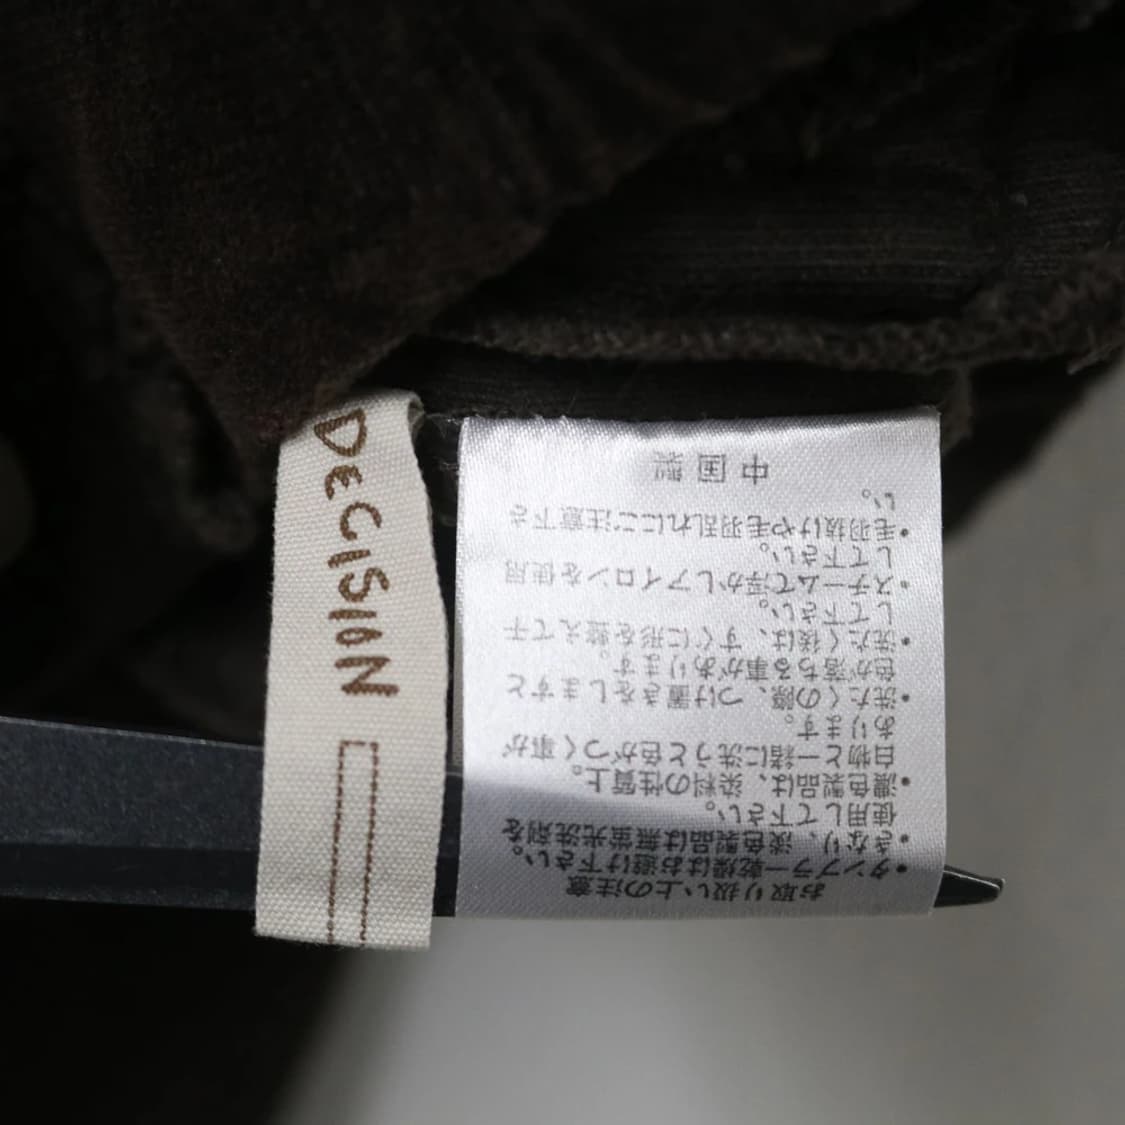 DECISION
お取り扱い上の注意
•タンブラー乾燥はお避け下さい。
•きなり、淡色製品は無蛍光洗剤を
使用して下さい。
•濃色製品は、染料の性質上。
白物と一緒に洗うと色がつく事が
あります。
•洗たくの際、つけ置きをしますと
色が落ちる事があります。
•洗たく後は、すぐに形を整えて干
して下さい。
•スチームで浮かしアイロンを使用
して下さい。
•毛羽抜けや毛羽乱れにご注意下さ
い。
中国製